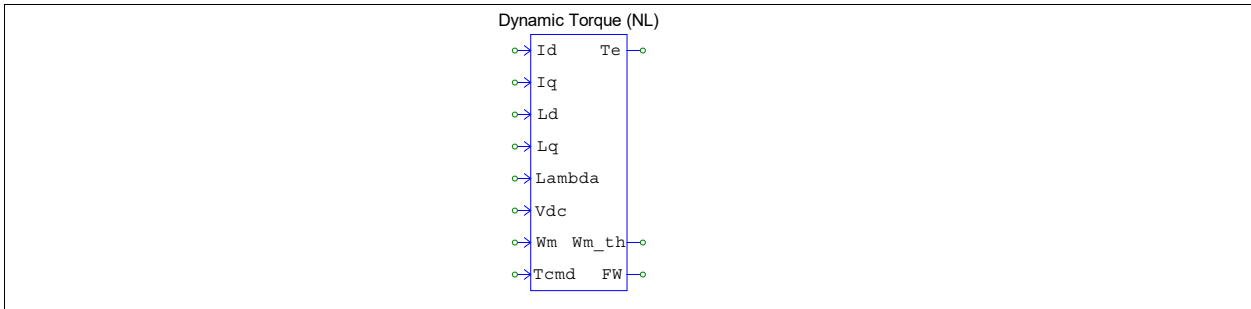 Dynamic Torque (NL)
Id Te
Iq
Ld
Lq
Lambda
Vdc
Wm Wm_th
Tcmd FW